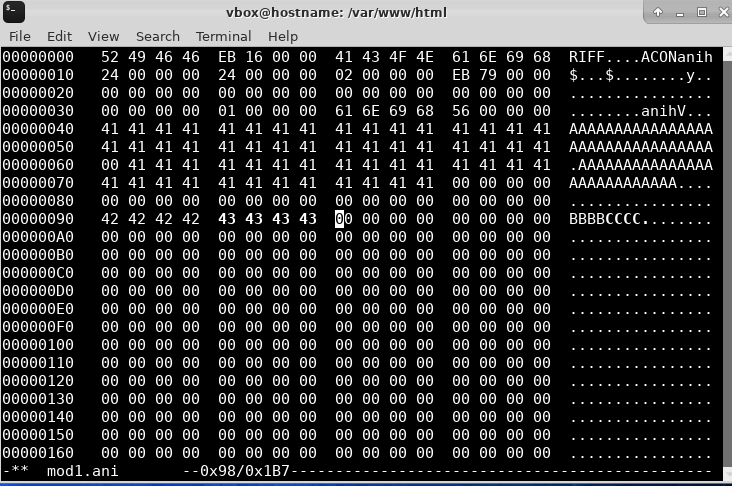 vbox@hostname: /var/www/html
File Edit View Search Terminal Help
00000000 52 49 46 46 EB 16 00 00 41 43 4F 4E 61 6E 69 68 RIFF....ACONanih
00000010 24 00 00 00 24 00 00 00 02 00 00 00 EB 79 00 00 $...$........y..
00000020 00 00 00 00 00 00 00 00 00 00 00 00 00 00 00 00 ................
00000030 00 00 00 00 01 00 00 00 61 6E 69 68 56 00 00 00 ........anihV...
00000040 41 41 41 41 41 41 41 41 41 41 41 41 41 41 41 41 AAAAAAAAAAAAAAAA
00000050 41 41 41 41 41 41 41 41 41 41 41 41 41 41 41 41 AAAAAAAAAAAAAAAA
00000060 00 41 41 41 41 41 41 41 41 41 41 41 41 41 41 41 .AAAAAAAAAAAAAAA
00000070 41 41 41 41 41 41 41 41 41 41 41 41 00 00 00 00 AAAAAAAAAAAA....
00000080 00 00 00 00 00 00 00 00 00 00 00 00 00 00 00 00 ................
00000090 42 42 42 42 43 43 43 43 00 00 00 00 00 00 00 00 BBBBCCCC........
000000A0 00 00 00 00 00 00 00 00 00 00 00 00 00 00 00 00 ................
000000B0 00 00 00 00 00 00 00 00 00 00 00 00 00 00 00 00 ................
000000C0 00 00 00 00 00 00 00 00 00 00 00 00 00 00 00 00 ................
000000D0 00 00 00 00 00 00 00 00 00 00 00 00 00 00 00 00 ................
000000E0 00 00 00 00 00 00 00 00 00 00 00 00 00 00 00 00 ................
000000F0 00 00 00 00 00 00 00 00 00 00 00 00 00 00 00 00 ................
00000100 00 00 00 00 00 00 00 00 00 00 00 00 00 00 00 00 ................
00000110 00 00 00 00 00 00 00 00 00 00 00 00 00 00 00 00 ................
00000120 00 00 00 00 00 00 00 00 00 00 00 00 00 00 00 00 ................
00000130 00 00 00 00 00 00 00 00 00 00 00 00 00 00 00 00 ................
00000140 00 00 00 00 00 00 00 00 00 00 00 00 00 00 00 00 ................
00000150 00 00 00 00 00 00 00 00 00 00 00 00 00 00 00 00 ................
00000160 00 00 00 00 00 00 00 00 00 00 00 00 00 00 00 00 ................
-** mod1.ani --0x98/0x1B7-----------------------------------------------